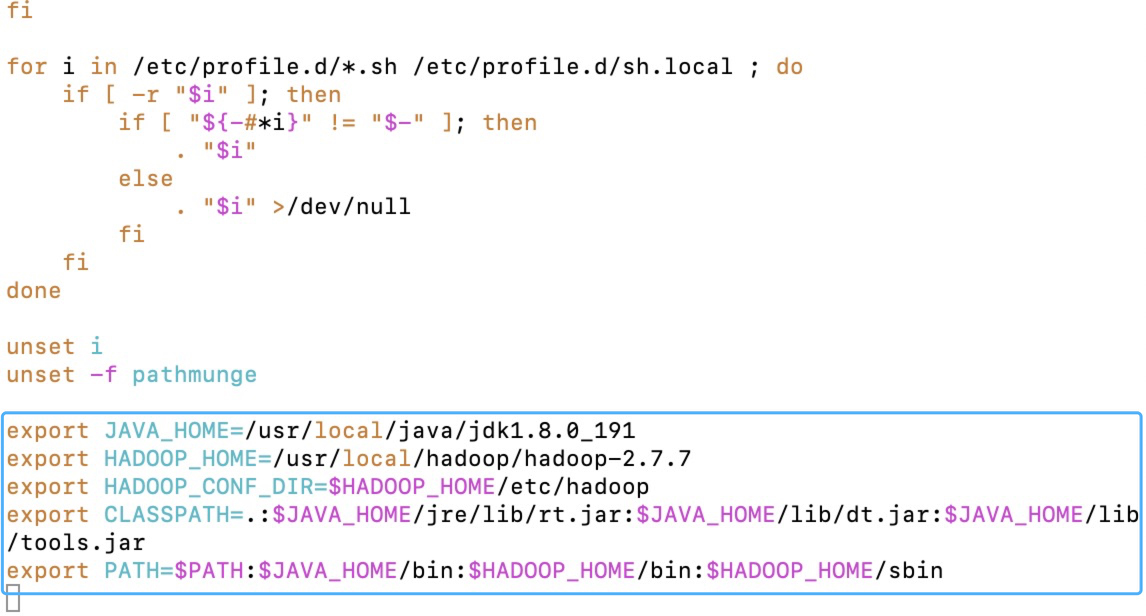 fi

for i in /etc/profile.d/*.sh /etc/profile.d/sh.local ; do
    if [ -r "$i" ]; then
        if [ "${-#*i}" != "$-" ]; then
            . "$i"
        else
            . "$i" >/dev/null
        fi
    fi
done

unset i
unset -f pathmunge

export JAVA_HOME=/usr/local/java/jdk1.8.0_191
export HADOOP_HOME=/usr/local/hadoop/hadoop-2.7.7
export HADOOP_CONF_DIR=$HADOOP_HOME/etc/hadoop
export CLASSPATH=.:$JAVA_HOME/jre/lib/rt.jar:$JAVA_HOME/lib/dt.jar:$JAVA_HOME/lib
/tools.jar
export PATH=$PATH:$JAVA_HOME/bin:$HADOOP_HOME/bin:$HADOOP_HOME/sbin